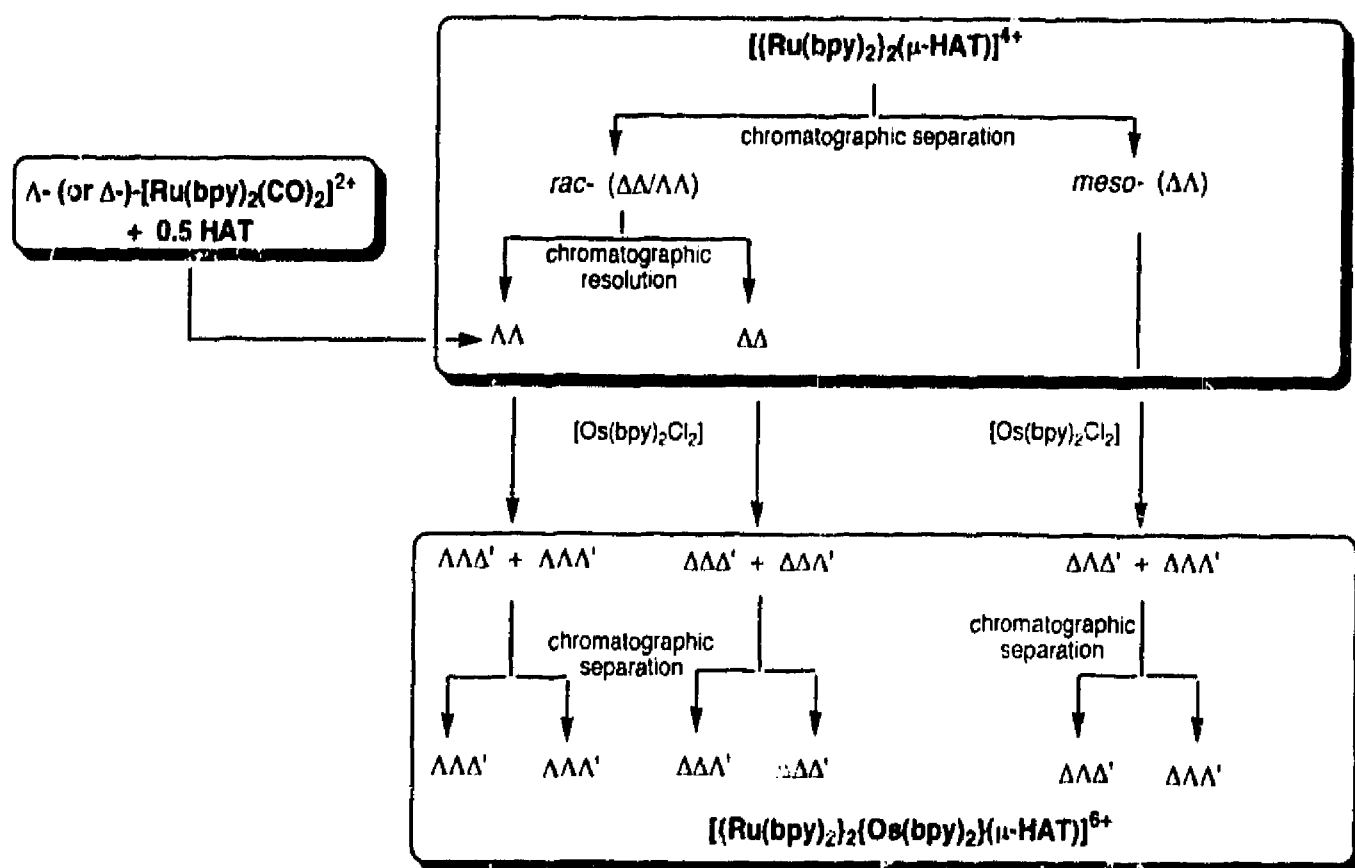 [{Ru(bpy)₂}₂(μ-HAT)]⁴⁺
chromatographic separation
Λ- (or Δ-)-[Ru(bpy)₂(CO)₂]²⁺
+ 0.5 HAT
rac- (ΔΔ/ΛΛ)
meso- (ΔΛ)
chromatographic
resolution
ΛΛ
ΔΔ
[Os(bpy)₂Cl₂]
[Os(bpy)₂Cl₂]
ΛΛΔ' + ΛΛΛ'
ΔΔΔ' + ΔΔΛ'
ΔΛΔ' + ΔΛΛ'
chromatographic
separation
chromatographic
separation
ΛΛΔ'
ΛΛΛ'
ΔΔΛ'
ΔΔΔ'
ΔΛΔ'
ΔΛΛ'
[{Ru(bpy)₂}₂{Os(bpy)₂}(μ-HAT)]⁶⁺